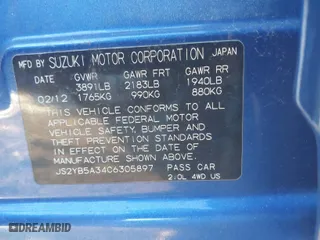 MFD BY SUZUKI MOTOR CORPORATION JAPAN
DATE GVWR GAWR FRT GAWR RR
3891LB 2183LB 1940LB
02/12 1765KG 990KG 880KG
THIS VEHICLE CONFORMS TO ALL
APPLICABLE FEDERAL MOTOR
VEHICLE SAFETY, BUMPER AND
THEFT PREVENTION STANDARDS
IN EFFECT ON THE DATE OF
MANUFACTURE SHOWN ABOVE.
JS2YB5A34C6305897 PASS CAR
2.0L 4WD US